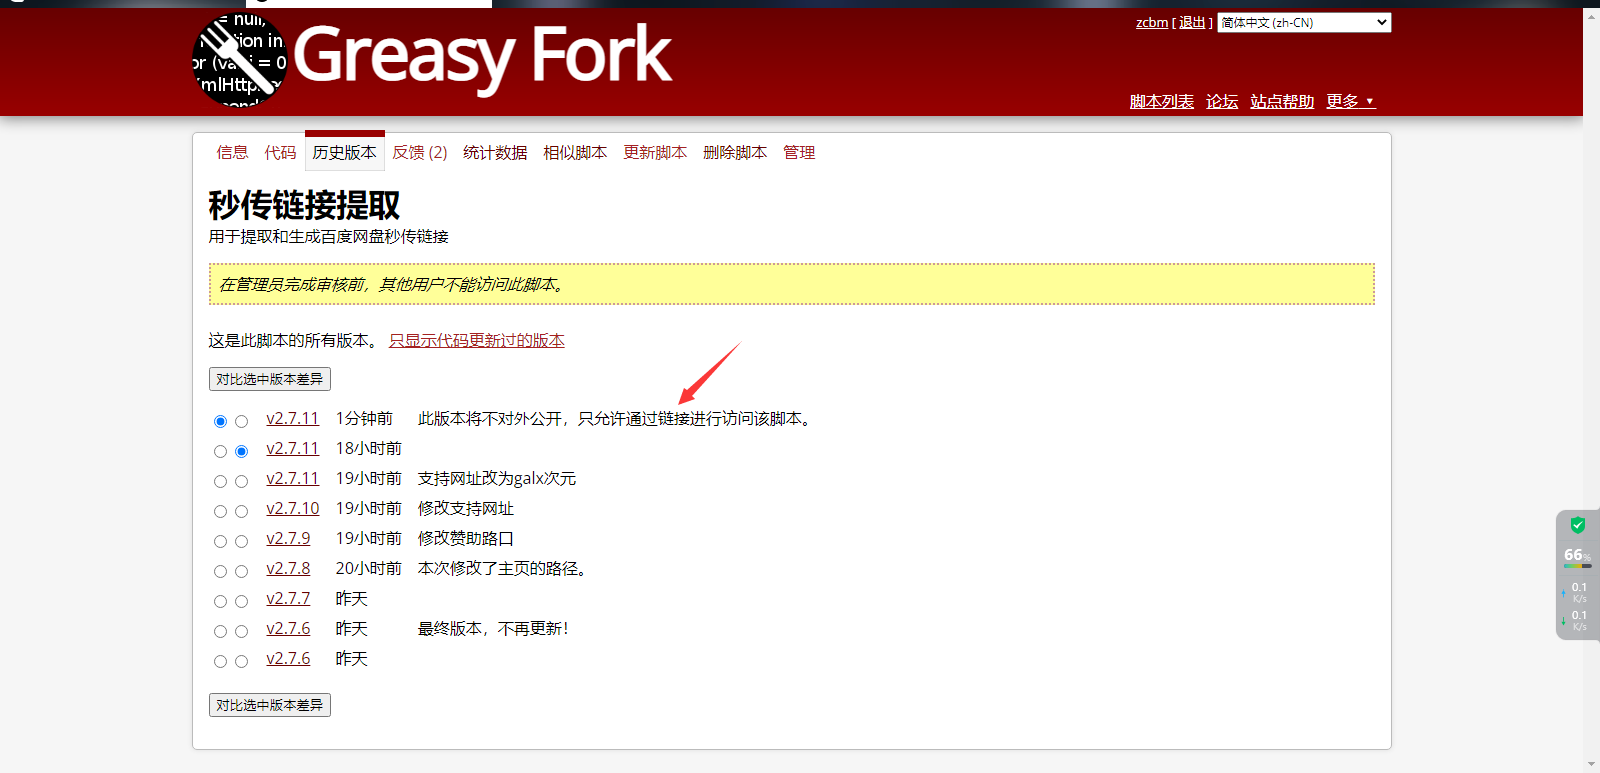 zcbm [ 退出 ] 简体中文 (zh-CN)
= null,
tion in
or (va i = 0
mlHttp
Greasy Fork
脚本列表 论坛 站点帮助 更多 ▼
信息 代码 历史版本 反馈 (2) 统计数据 相似脚本 更新脚本 删除脚本 管理
秒传链接提取
用于提取和生成百度网盘秒传链接
在管理员完成审核前，其他用户不能访问此脚本。
这是此脚本的所有版本。 只显示代码更新过的版本
对比选中版本差异
v2.7.11 1分钟前 此版本将不对外公开，只允许通过链接进行访问该脚本。
v2.7.11 18小时前
v2.7.11 19小时前 支持网址改为galx次元
v2.7.10 19小时前 修改支持网址
v2.7.9 19小时前 修改赞助路口
v2.7.8 20小时前 本次修改了主页的路径。
v2.7.7 昨天
v2.7.6 昨天 最终版本，不再更新！
v2.7.6 昨天
对比选中版本差异
66%
0.1
K/s
0.1
K/s